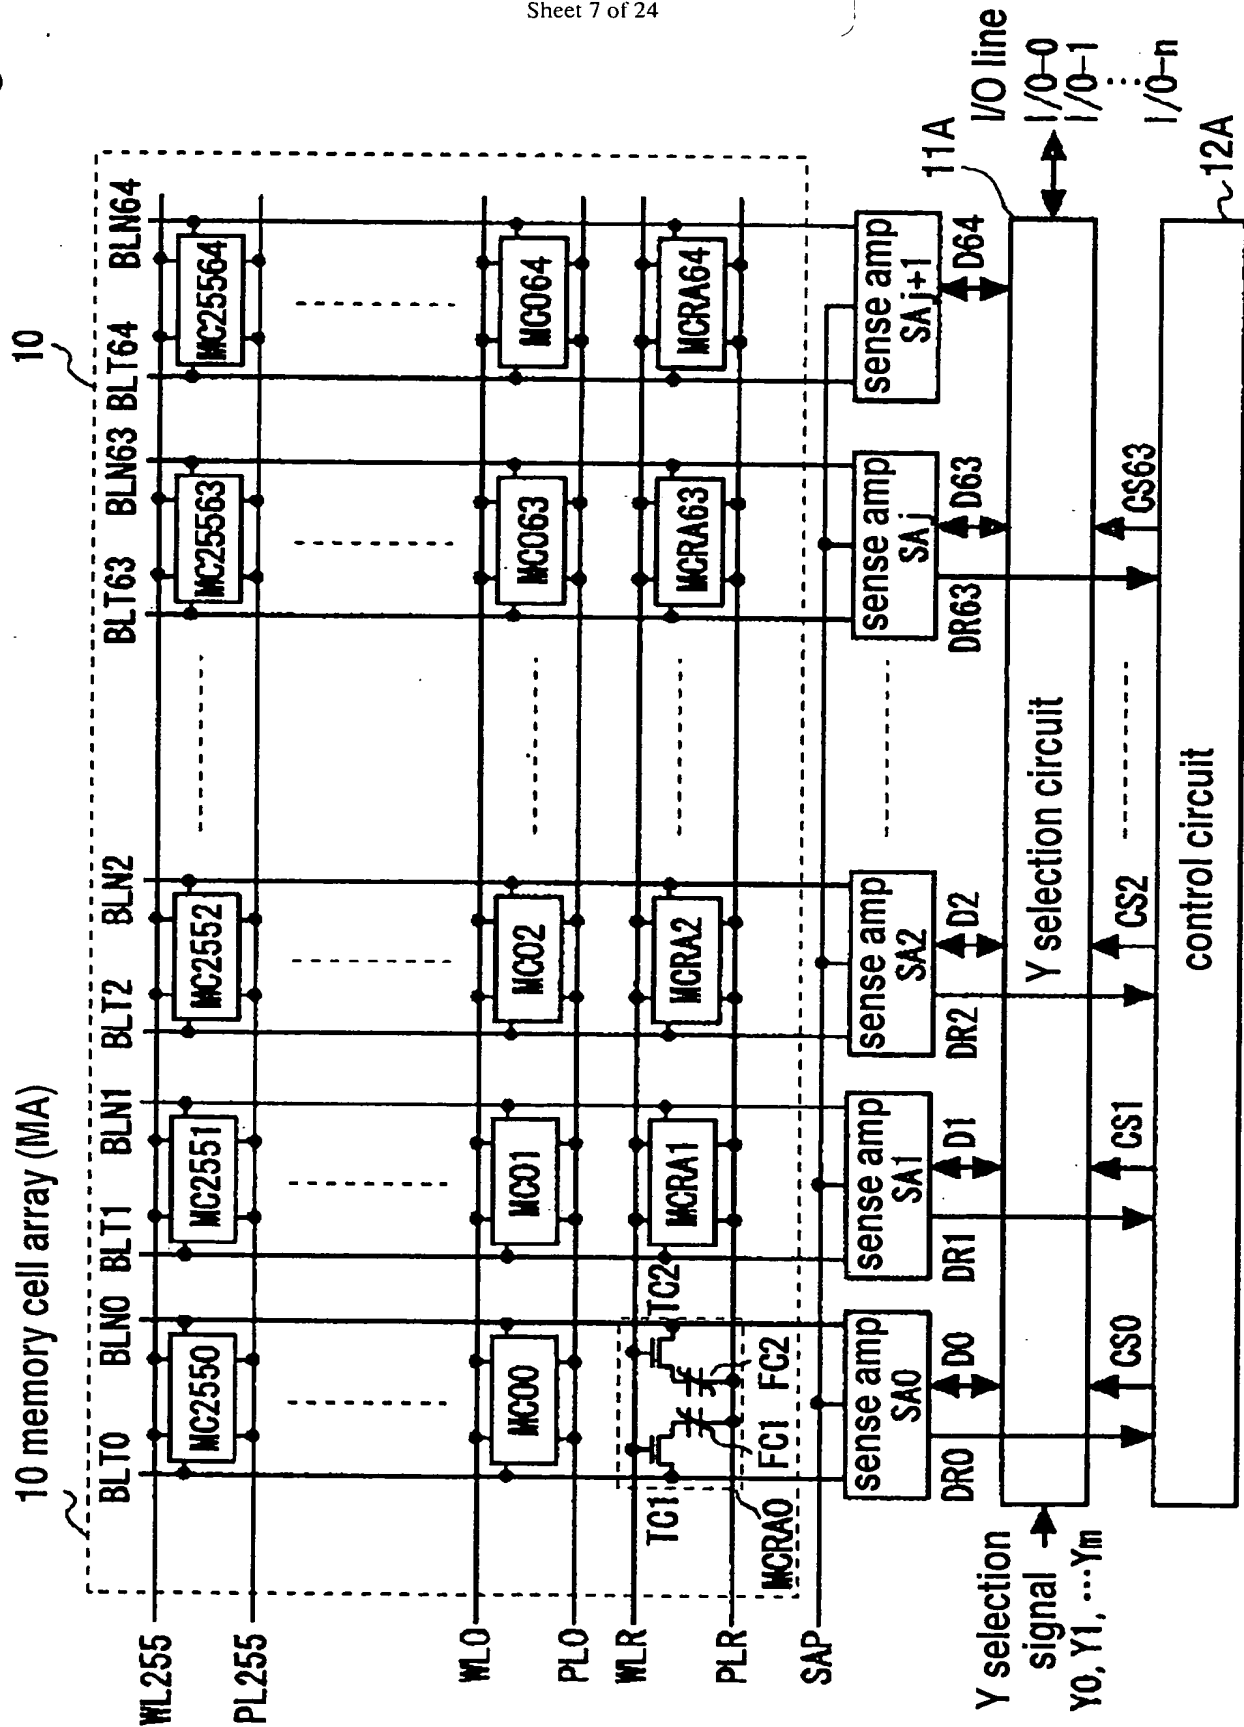 Sheet 7 of 24
10 memory cell array (MA)
10
BLT0 BLN0 BLT1 BLN1 BLT2 BLN2 BLT63 BLN63 BLT64 BLN64
WL255
MC2550 MC2551 MC2552 MC25563 MC25564
PL255
WL0
MC00 MC01 MC02 MC063 MC064
PL0
WLR
TC1 TC2 MCRA1 MCRA2 MCRA63 MCRA64
FC1 FC2
PLR
MCRA0
SAP
sense amp sense amp sense amp sense amp sense amp
SA0 SA1 SA2 SAj SAj+1
DR0 D0 DR1 D1 DR2 D2 DR63 D63 D64
11A
Y selection
signal
Y0, Y1, ...Ym
Y selection circuit
I/O line
I/O-0
I/O-1
I/O-n
CS0 CS1 CS2 CS63
control circuit
12A